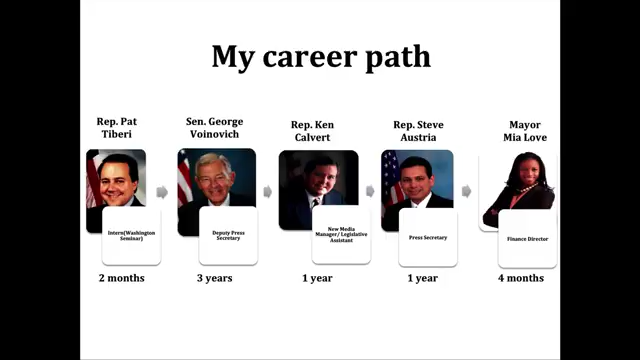 My career path
Rep. Pat
Tiberi
Sen. George
Voinovich
Rep. Ken
Calvert
Rep. Steve
Austria
Mayor
Mia Love
Intern(Washington
Seminar)
Deputy Press
Secretary
New Media
Manager/ Legislative
Assistant
Press Secretary
Finance Director
2 months
3 years
1 year
1 year
4 months